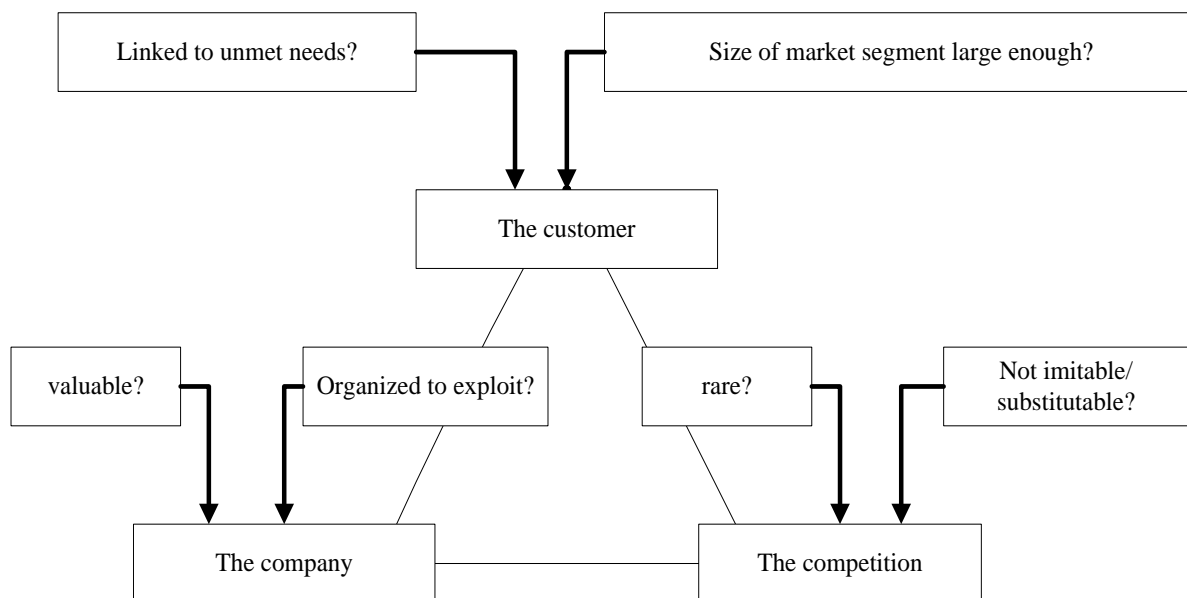 Linked to unmet needs?
Size of market segment large enough?
The customer
valuable?
Organized to exploit?
rare?
Not imitable/
substitutable?
The company
The competition